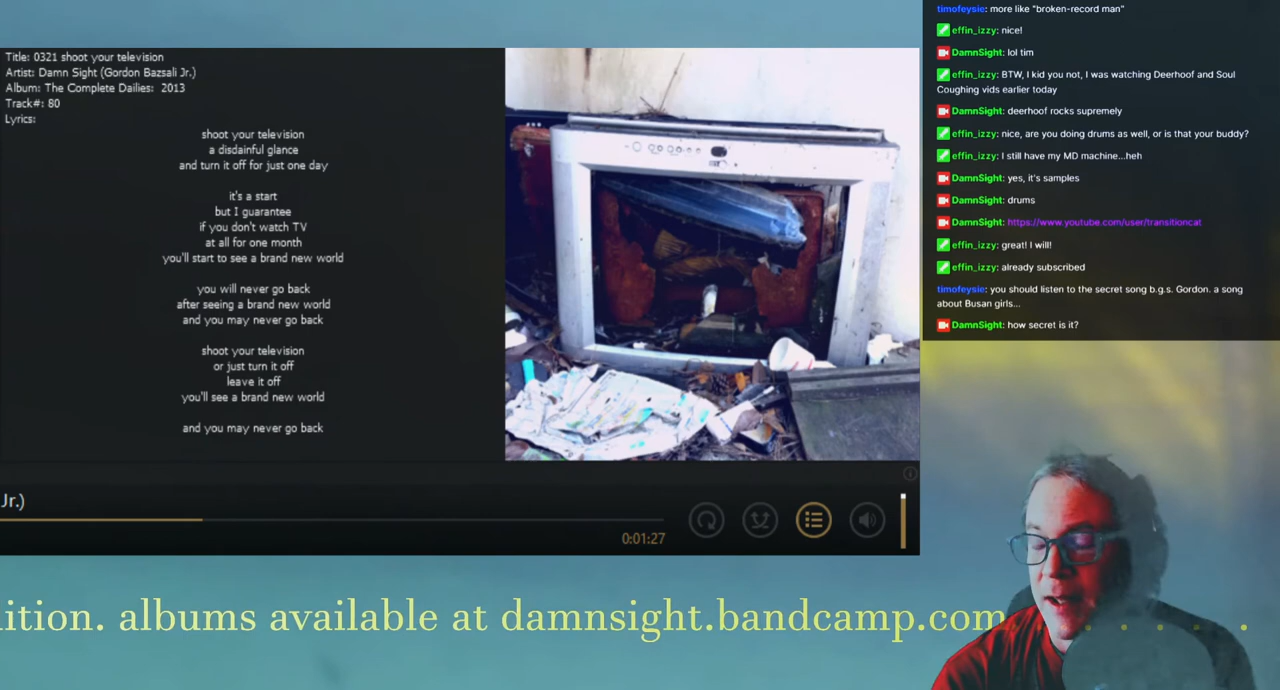 Title: 0321 shoot your television
Artist: Damn Sight (Gordon Bazsali Jr.)
Album: The Complete Dailies:  2013
Track#: 80
Lyrics:
shoot your television
a disdainful glance
and turn it off for just one day
it's a start
but I guarantee
if you don't watch TV
at all for one month
you'll start to see a brand new world
you will never go back
after seeing a brand new world
and you may never go back
shoot your television
or just turn it off
leave it off
you'll see a brand new world
and you may never go back
Jr.)
0:01:27
ition. albums available at damnsight.bandcamp.com. . . . . . .
timofeysie: more like "broken-record man"
effin_izzy: nice!
DamnSight: lol tim
effin_izzy: BTW, I kid you not, I was watching Deerhoof and Soul
Coughing vids earlier today
DamnSight: deerhoof rocks supremely
effin_izzy: nice, are you doing drums as well, or is that your buddy?
effin_izzy: I still have my MD machine...heh
DamnSight: yes, it's samples
DamnSight: drums
DamnSight: https://www.youtube.com/user/transitioncat
effin_izzy: great! I will!
effin_izzy: already subscribed
timofeysie: you should listen to the secret song b.g.s. Gordon. a song
about Busan girls...
DamnSight: how secret is it?